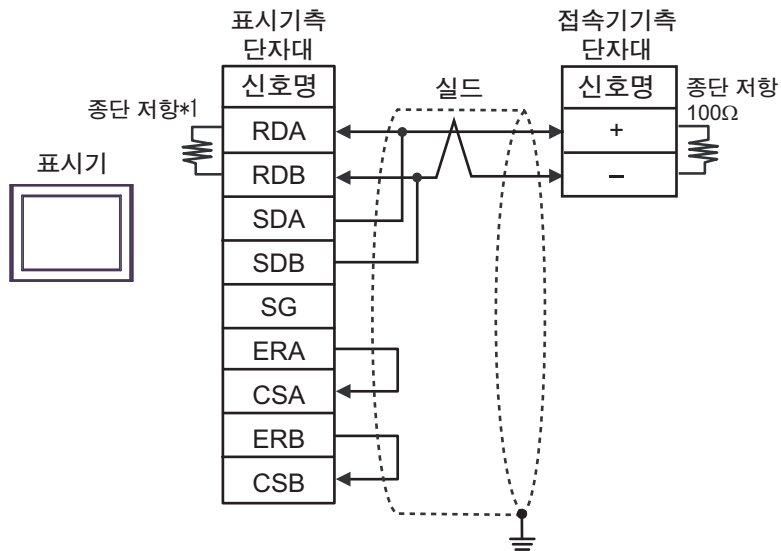 표시기측
단자대
접속기기측
단자대
신호명
실드
신호명
종단 저항
100Ω
종단 저항*1
RDA
+
표시기
RDB
–
SDA
SDB
SG
ERA
CSA
ERB
CSB